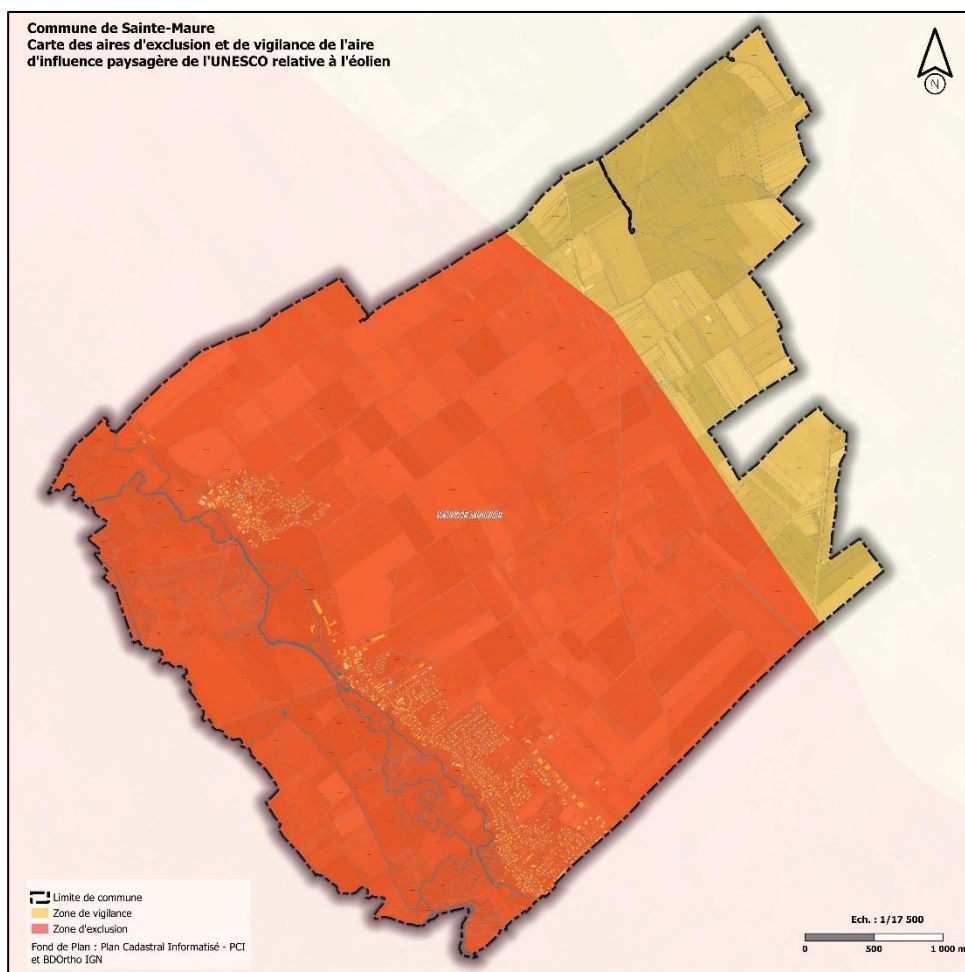 Commune de Sainte-Maure
Carte des aires d'exclusion et de vigilance de l'aire
d'influence paysagère de l'UNESCO relative à l'éolien
N
SAINTE MAURE
Limite de commune
Zone de vigilance
Zone d'exclusion
Fond de Plan : Plan Cadastral Informatisé - PCI
et BDOrtho IGN
Ech. : 1/17 500
0 500 1 000 m